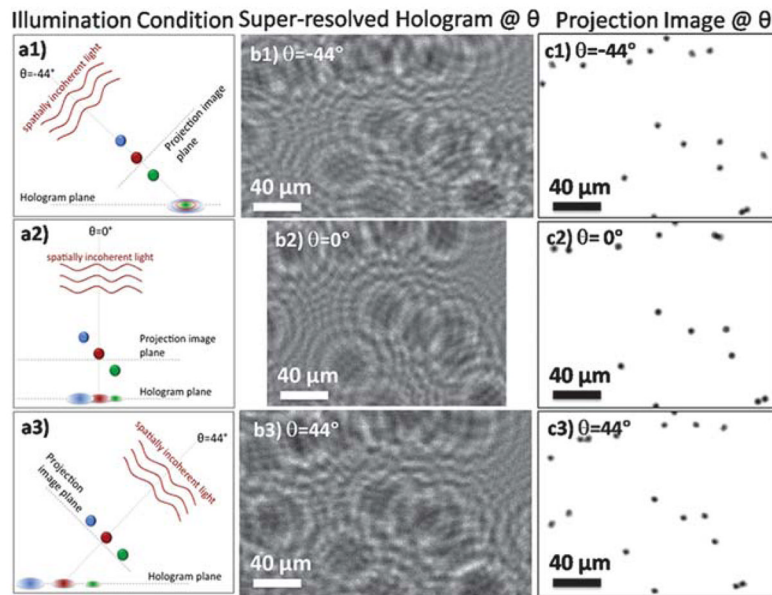 Illumination Condition Super-resolved Hologram @ θ Projection Image @ θ
a1)
θ=-44°
spatially incoherent light
Projection image
plane
Hologram plane
b1) θ=-44°
40 μm
c1) θ=-44°
40 μm
a2)
θ=0°
spatially incoherent light
Projection image
plane
Hologram plane
b2) θ=0°
40 μm
c2) θ= 0°
40 μm
a3)
θ=44°
spatially incoherent light
Projection
image plane
Hologram plane
b3) θ=44°
40 μm
c3) θ=44°
40 μm